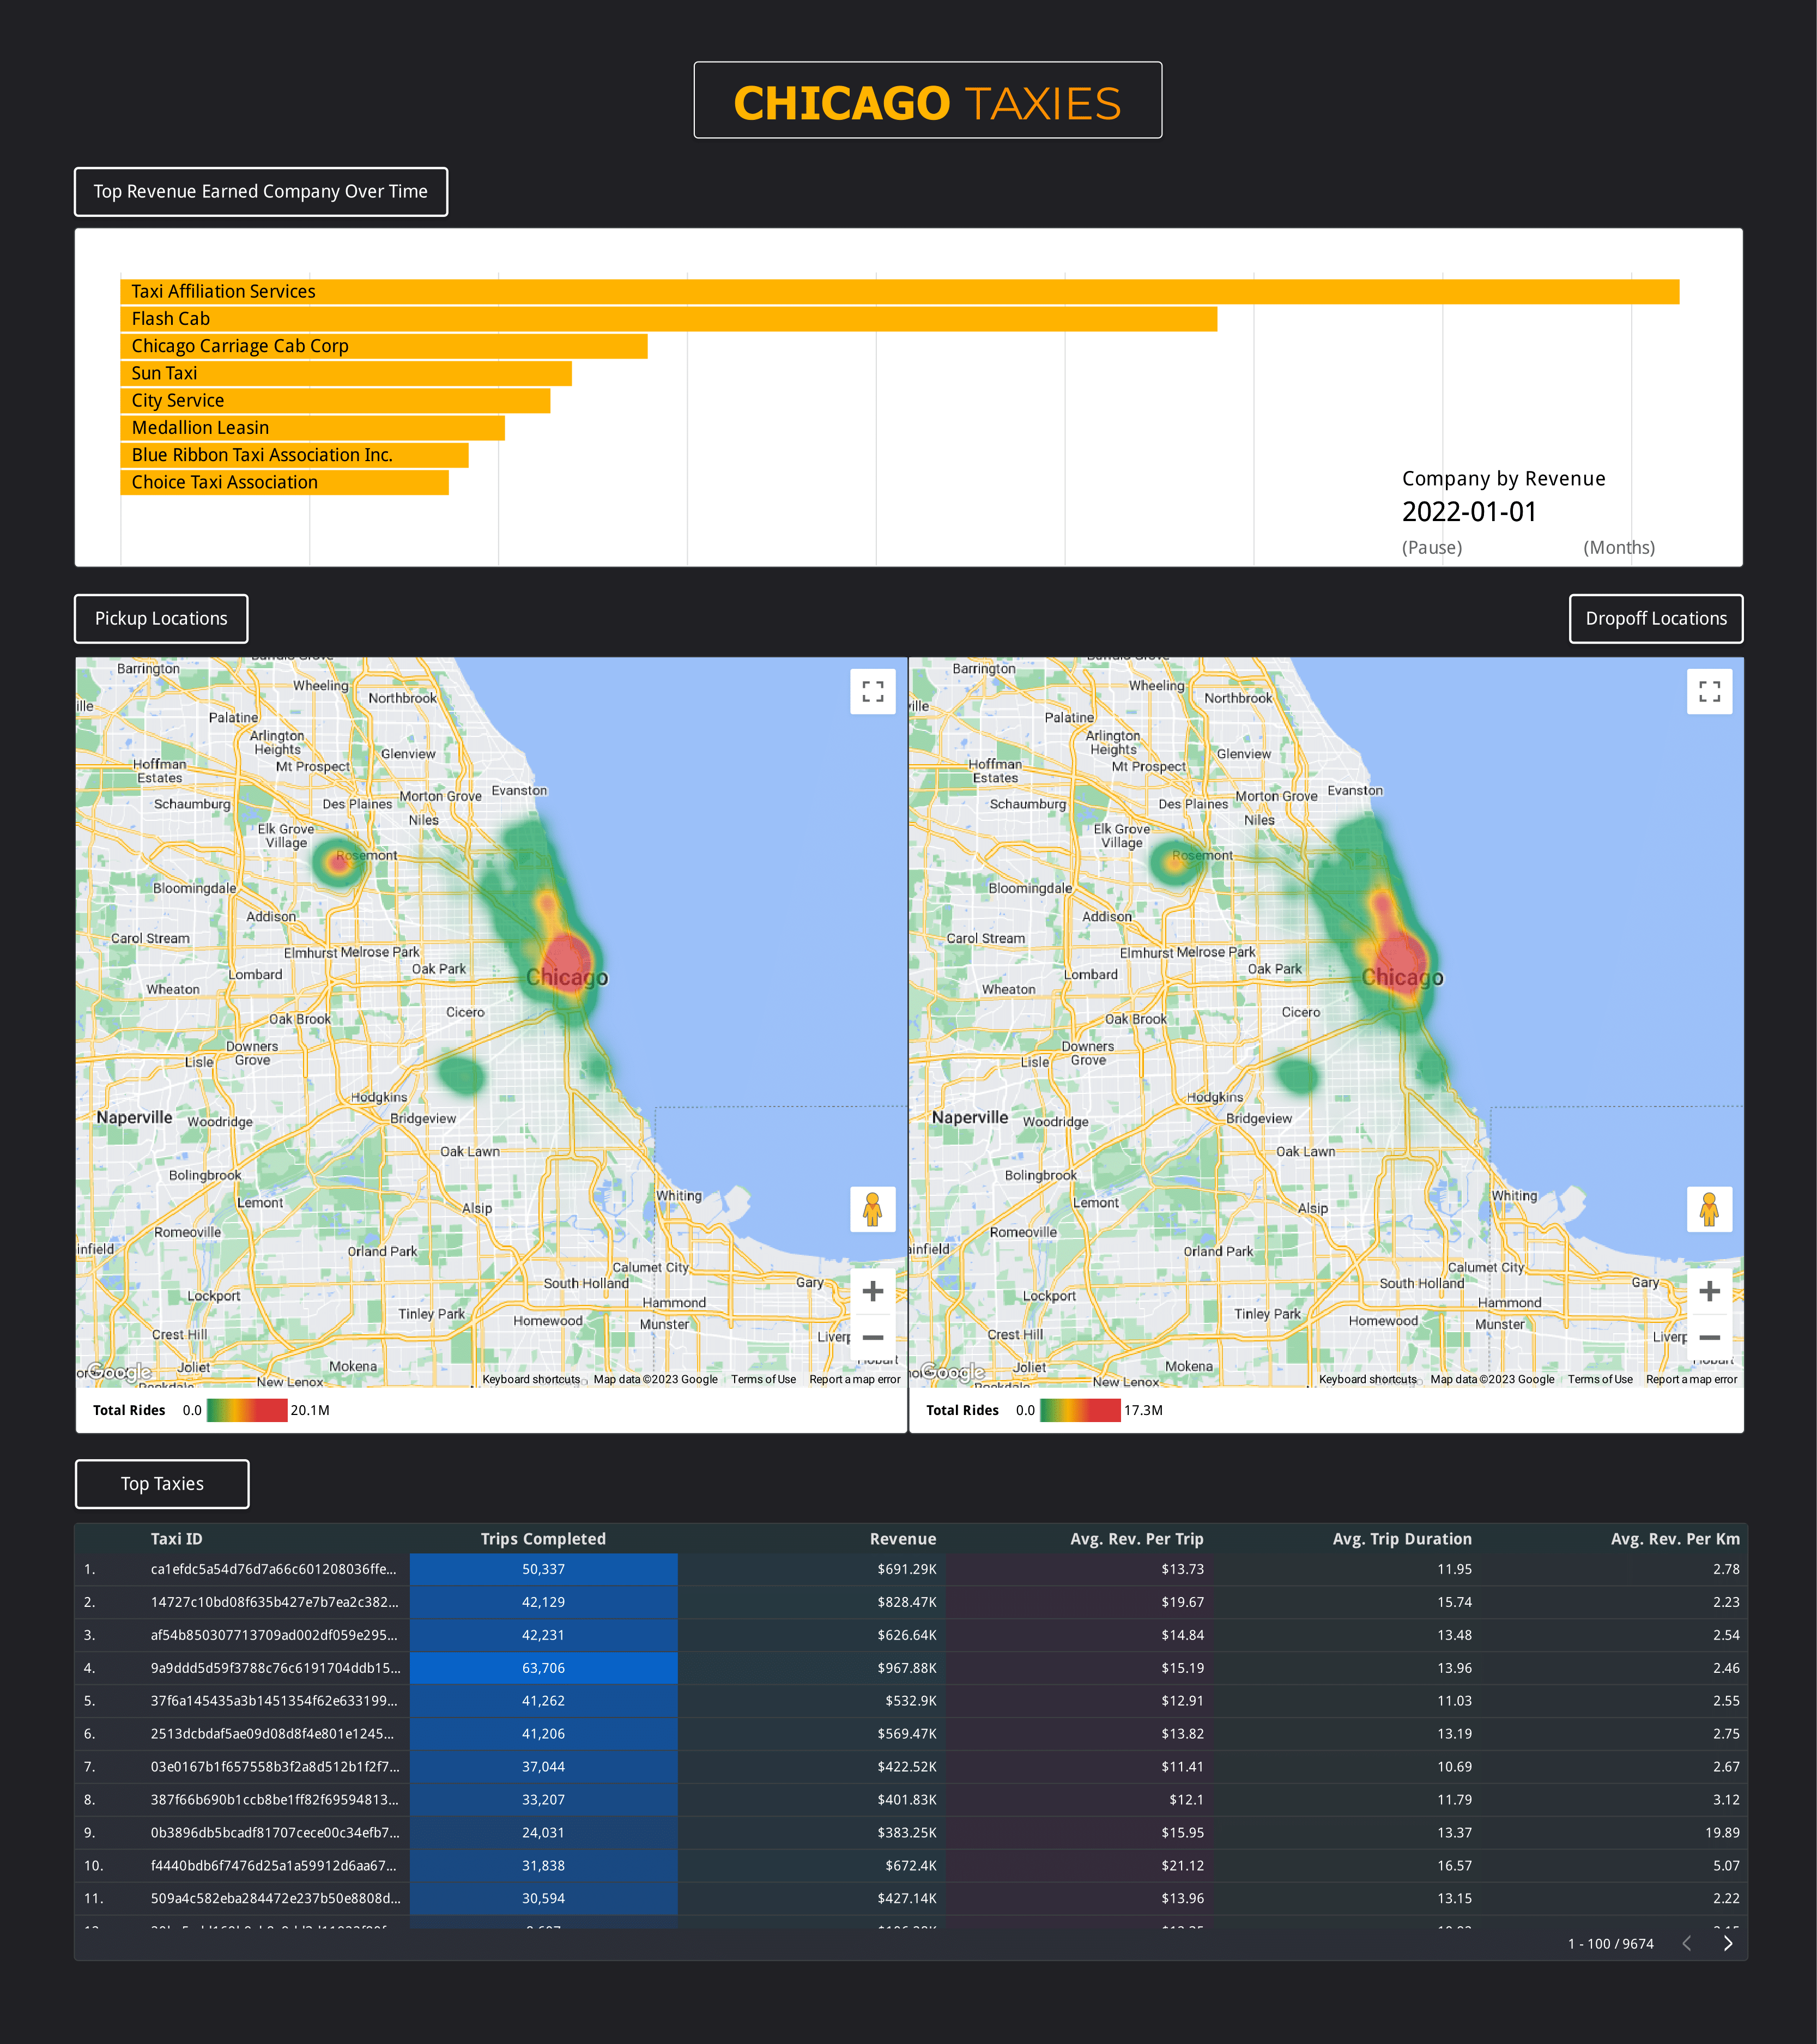 CHICAGO TAXIES
Top Revenue Earned Company Over Time
Taxi Affiliation Services
Flash Cab
Chicago Carriage Cab Corp
Sun Taxi
City Service
Medallion Leasin
Blue Ribbon Taxi Association Inc.
Choice Taxi Association
Company by Revenue
2022-01-01
(Pause) (Months)
Pickup Locations
Dropoff Locations
Barrington
Wheeling
Northbrook
ille
Palatine
Arlington
Heights
Glenview
Hoffman
Estates
Mt Prospect
Schaumburg
Des Plaines
Morton Grove
Evanston
Niles
Elk Grove
Village
Rosemont
Bloomingdale
Addison
Carol Stream
Elmhurst
Melrose Park
Lombard
Oak Park
Chicago
Wheaton
Oak Brook
Cicero
Downers
Grove
Lisle
Hodgkins
Naperville
Woodridge
Bridgeview
Oak Lawn
Bolingbrook
Lemont
Alsip
Whiting
Romeoville
infield
Orland Park
Calumet City
South Holland
Gary
Lockport
Tinley Park
Hammond
Homewood
Munster
Crest Hill
Liverp
Joliet
Mokena
New Lenox
Google
Keyboard shortcuts Map data ©2023 Google Terms of Use Report a map error
Total Rides 0.0 20.1M
Barrington
Wheeling
Northbrook
ville
Palatine
Arlington
Heights
Glenview
Hoffman
Estates
Mt Prospect
Schaumburg
Des Plaines
Morton Grove
Evanston
Niles
Elk Grove
Village
Rosemont
Bloomingdale
Addison
Carol Stream
Elmhurst
Melrose Park
Lombard
Oak Park
Chicago
Wheaton
Oak Brook
Cicero
Downers
Grove
Lisle
Hodgkins
Naperville
Woodridge
Bridgeview
Oak Lawn
Bolingbrook
Lemont
Alsip
Whiting
Romeoville
ainfield
Orland Park
Calumet City
South Holland
Gary
Lockport
Tinley Park
Hammond
Homewood
Munster
Crest Hill
Liverp
Joliet
Mokena
New Lenox
Google
Keyboard shortcuts Map data ©2023 Google Terms of Use Report a map error
Total Rides 0.0 17.3M
Top Taxies
Taxi ID Trips Completed Revenue Avg. Rev. Per Trip Avg. Trip Duration Avg. Rev. Per Km
1. ca1efdc5a54d76d7a66c601208036ffe... 50,337 $691.29K $13.73 11.95 2.78
2. 14727c10bd08f635b427e7b7ea2c382... 42,129 $828.47K $19.67 15.74 2.23
3. af54b850307713709ad002df059e295... 42,231 $626.64K $14.84 13.48 2.54
4. 9a9ddd5d59f3788c76c6191704ddb15... 63,706 $967.88K $15.19 13.96 2.46
5. 37f6a145435a3b1451354f62e633199... 41,262 $532.9K $12.91 11.03 2.55
6. 2513dcbdaf5ae09d08d8f4e801e1245... 41,206 $569.47K $13.82 13.19 2.75
7. 03e0167b1f657558b3f2a8d512b1f2f7... 37,044 $422.52K $11.41 10.69 2.67
8. 387f66b690b1ccb8be1ff82f69594813... 33,207 $401.83K $12.1 11.79 3.12
9. 0b3896db5bcadf81707cece00c34efb7... 24,031 $383.25K $15.95 13.37 19.89
10. f4440bdb6f7476d25a1a59912d6aa67... 31,838 $672.4K $21.12 16.57 5.07
11. 509a4c582eba284472e237b50e8808d... 30,594 $427.14K $13.96 13.15 2.22
1 - 100 / 9674